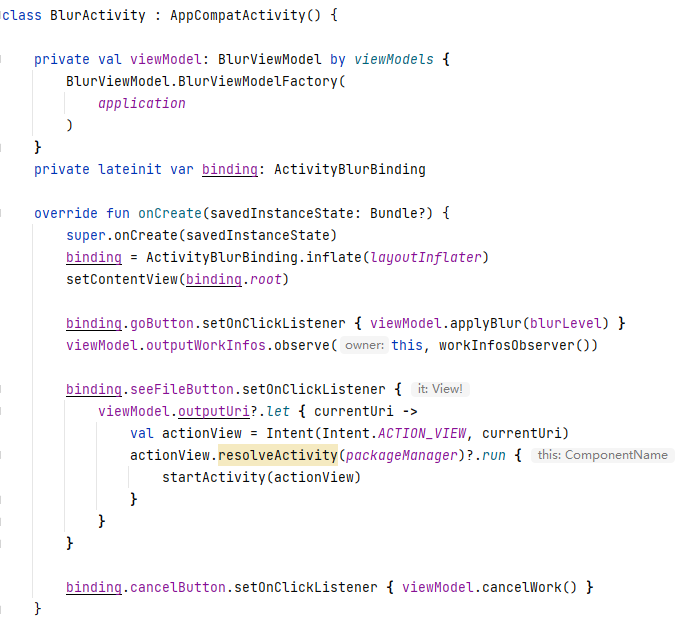 class BlurActivity : AppCompatActivity() {
private val viewModel: BlurViewModel by viewModels {
BlurViewModel.BlurViewModelFactory(
application
)
}
private lateinit var binding: ActivityBlurBinding
override fun onCreate(savedInstanceState: Bundle?) {
super.onCreate(savedInstanceState)
binding = ActivityBlurBinding.inflate(layoutInflater)
setContentView(binding.root)
binding.goButton.setOnClickListener { viewModel.applyBlur(blurLevel) }
viewModel.outputWorkInfos.observe( owner: this, workInfosObserver())
binding.seeFileButton.setOnClickListener { it: View!
viewModel.outputUri?.let { currentUri ->
val actionView = Intent(Intent.ACTION_VIEW, currentUri)
actionView.resolveActivity(packageManager)?.run { this: ComponentName
startActivity(actionView)
}
}
}
binding.cancelButton.setOnClickListener { viewModel.cancelWork() }
}